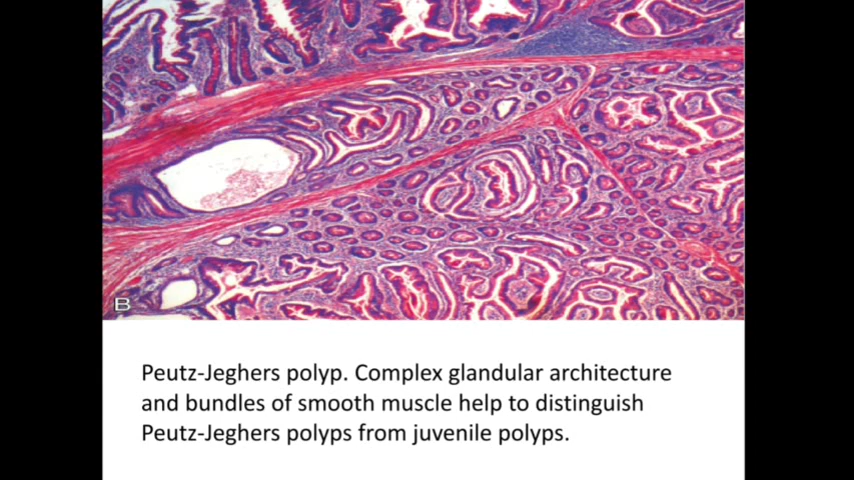 B
Peutz-Jeghers polyp. Complex glandular architecture
and bundles of smooth muscle help to distinguish
Peutz-Jeghers polyps from juvenile polyps.